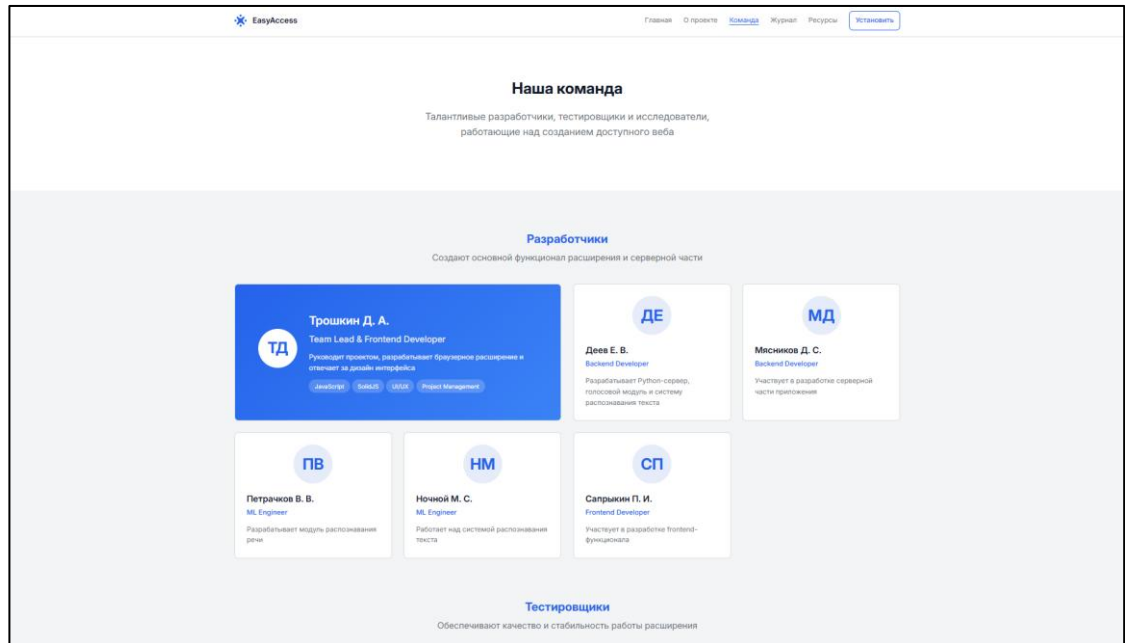 EasyAccess
Главная О проекте Команда Журнал Ресурсы Установить
Наша команда
Талантливые разработчики, тестировщики и исследователи,
работающие над созданием доступного веба
Разработчики
Создают основной функционал расширения и серверной части
ТД
Трошкин Д. А.
Team Lead & Frontend Developer
Руководит проектом, разрабатывает браузерное расширение и
отвечает за дизайн интерфейса
JavaScript SolidJS UI/UX Project Management
ДЕ
Деев Е. В.
Backend Developer
Разрабатывает Python-сервер,
голосовой модуль и систему
распознавания текста
МД
Мясников Д. С.
Backend Developer
Участвует в разработке серверной
части приложения
ПВ
Петрачков В. В.
ML Engineer
Разрабатывает модуль распознавания
речи
НМ
Ночной М. С.
ML Engineer
Работает над системой распознавания
текста
СП
Сапрыкин П. И.
Frontend Developer
Участвует в разработке frontend-
функционала
Тестировщики
Обеспечивают качество и стабильность работы расширения